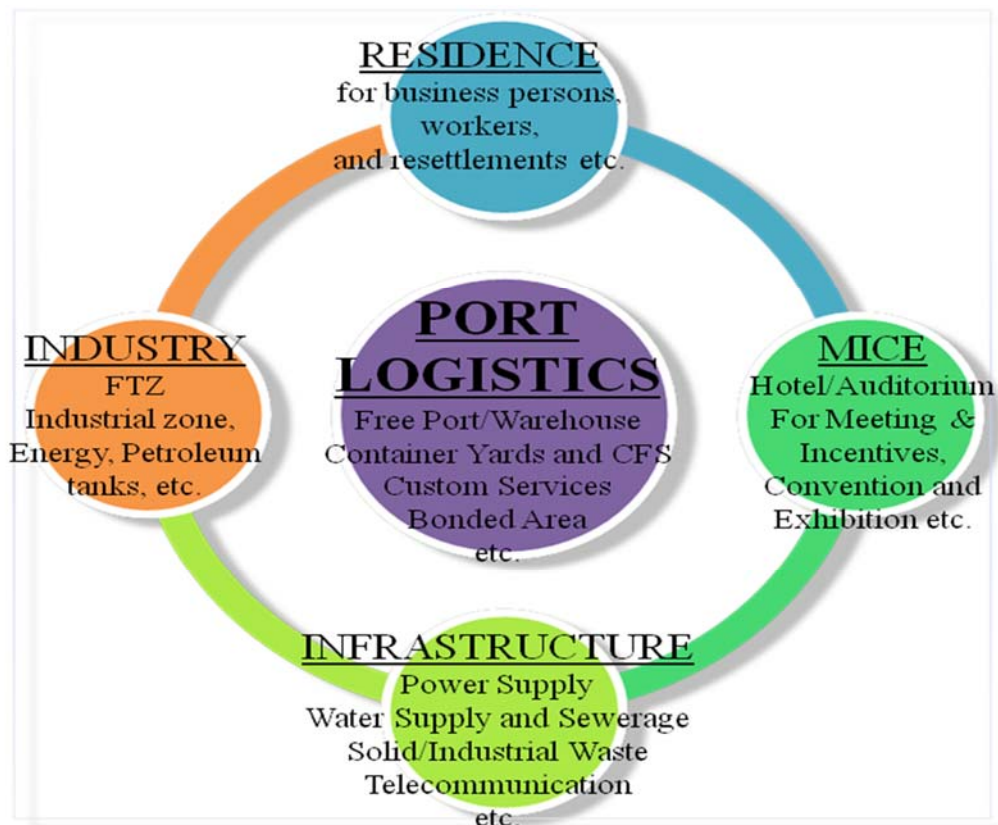 RESIDENCE
for business persons,
workers,
and resettlements etc.
INDUSTRY
FTZ
Industrial zone,
Energy, Petroleum
tanks, etc.
PORT
LOGISTICS
Free Port/Warehouse
Container Yards and CFS
Custom Services
Bonded Area
etc.
MICE
Hotel/Auditorium
For Meeting &
Incentives,
Convention and
Exhibition etc.
INFRASTRUCTURE
Power Supply
Water Supply and Sewerage
Solid/Industrial Waste
Telecommunication
etc.